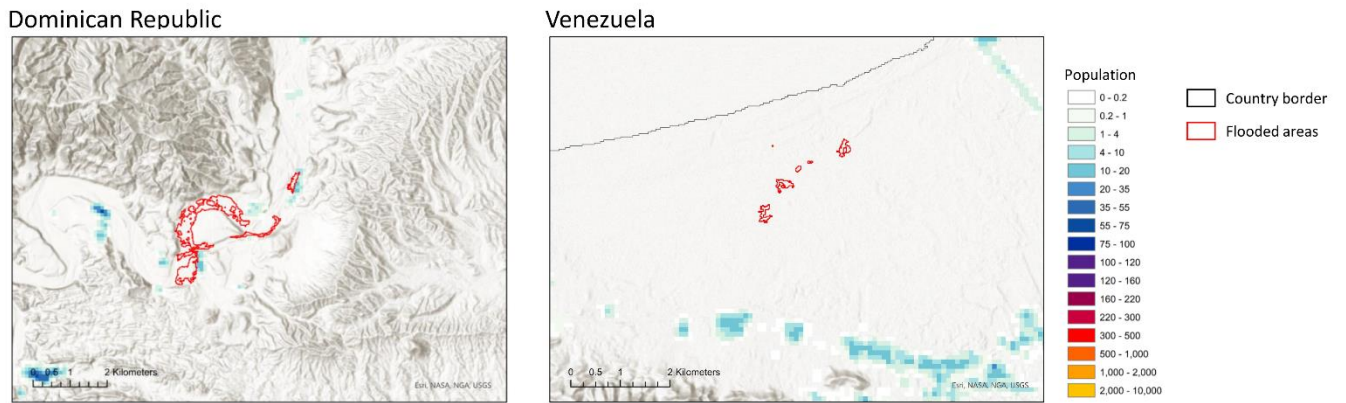 Dominican Republic
Venezuela
0 0.5 1 2 Kilometers
Esri, NASA, NGA, USGS
0 0.5 1 2 Kilometers
Esri, NASA, NGA, USGS
Population
0 - 0.2
0.2 - 1
1 - 4
4 - 10
10 - 20
20 - 35
35 - 55
55 - 75
75 - 100
100 - 120
120 - 160
160 - 220
220 - 300
300 - 500
500 - 1,000
1,000 - 2,000
2,000 - 10,000
Country border
Flooded areas